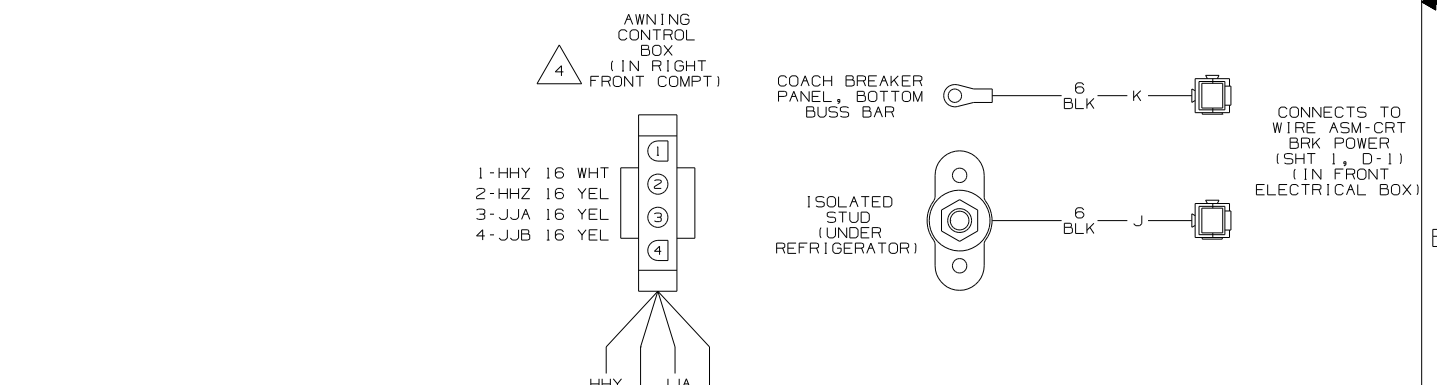 AWNING
CONTROL
BOX
(IN RIGHT
FRONT COMPT)
4
1-HHY 16 WHT
2-HHZ 16 YEL
3-JJA 16 YEL
4-JJB 16 YEL
1
2
3
4
HHY
JJA
COACH BREAKER
PANEL, BOTTOM
BUSS BAR
6
BLK
K
ISOLATED
STUD
(UNDER
REFRIGERATOR)
6
BLK
J
CONNECTS TO
WIRE ASM-CRT
BRK POWER
(SHT 1, D-1)
(IN FRONT
ELECTRICAL BOX)